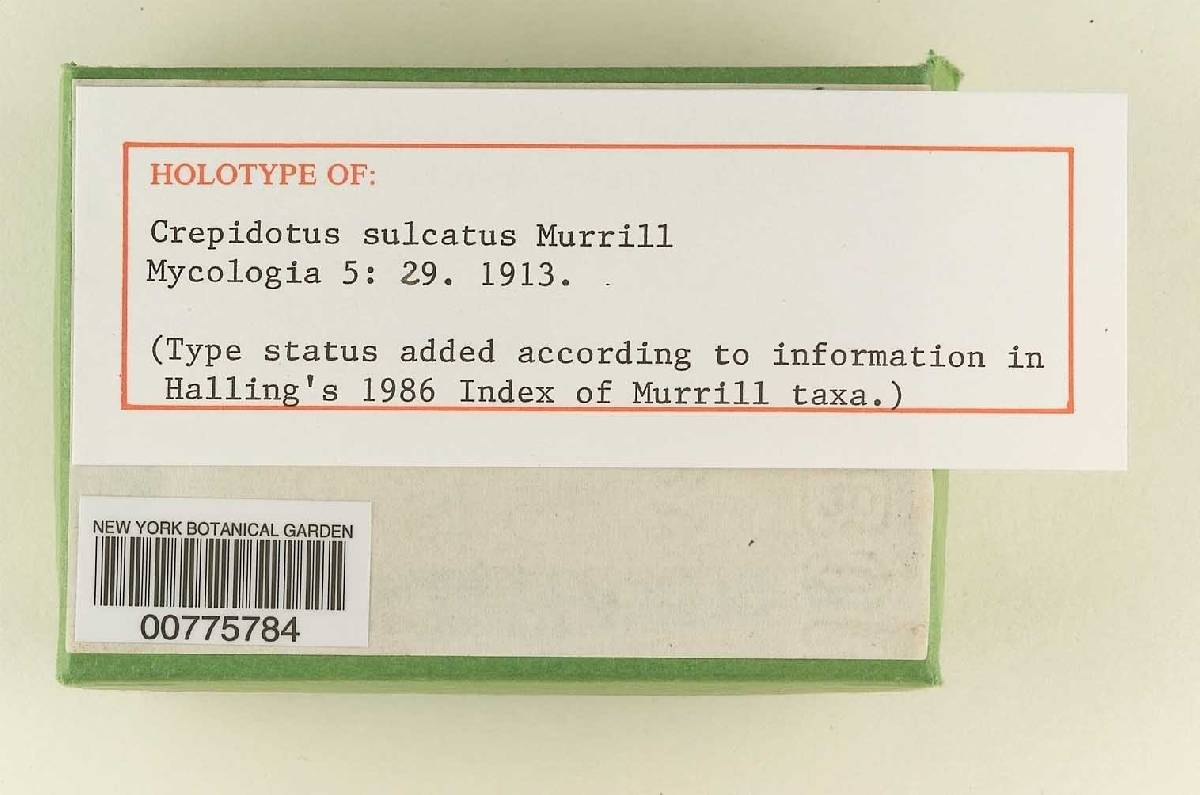 HOLOTYPE OF:
Crepidotus sulcatus Murrill
Mycologia 5: 29. 1913.
(Type status added according to information in
Halling's 1986 Index of Murrill taxa.)
NEW YORK BOTANICAL GARDEN
00775784